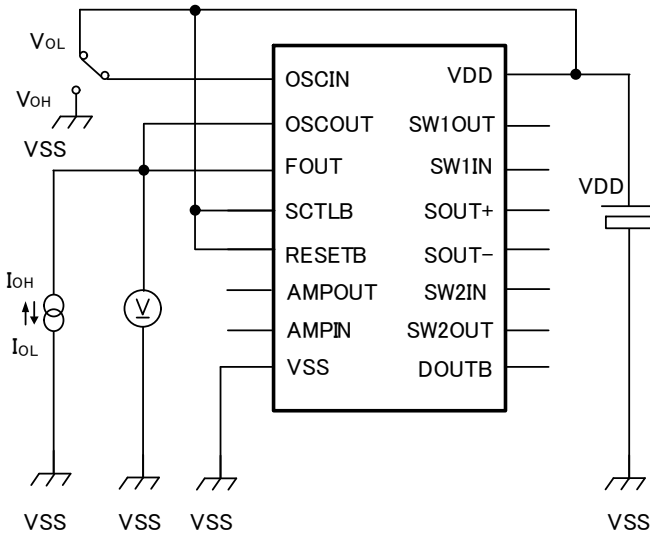 VOL
VOH
VSS
OSCIN
OSCOUT
FOUT
SCTLB
RESETB
AMPOUT
AMPIN
VSS
VDD
SW1OUT
SW1IN
SOUT+
SOUT-
SW2IN
SW2OUT
DOUTB
VDD
IOH
IOL
V
VSS
VSS
VSS
VSS